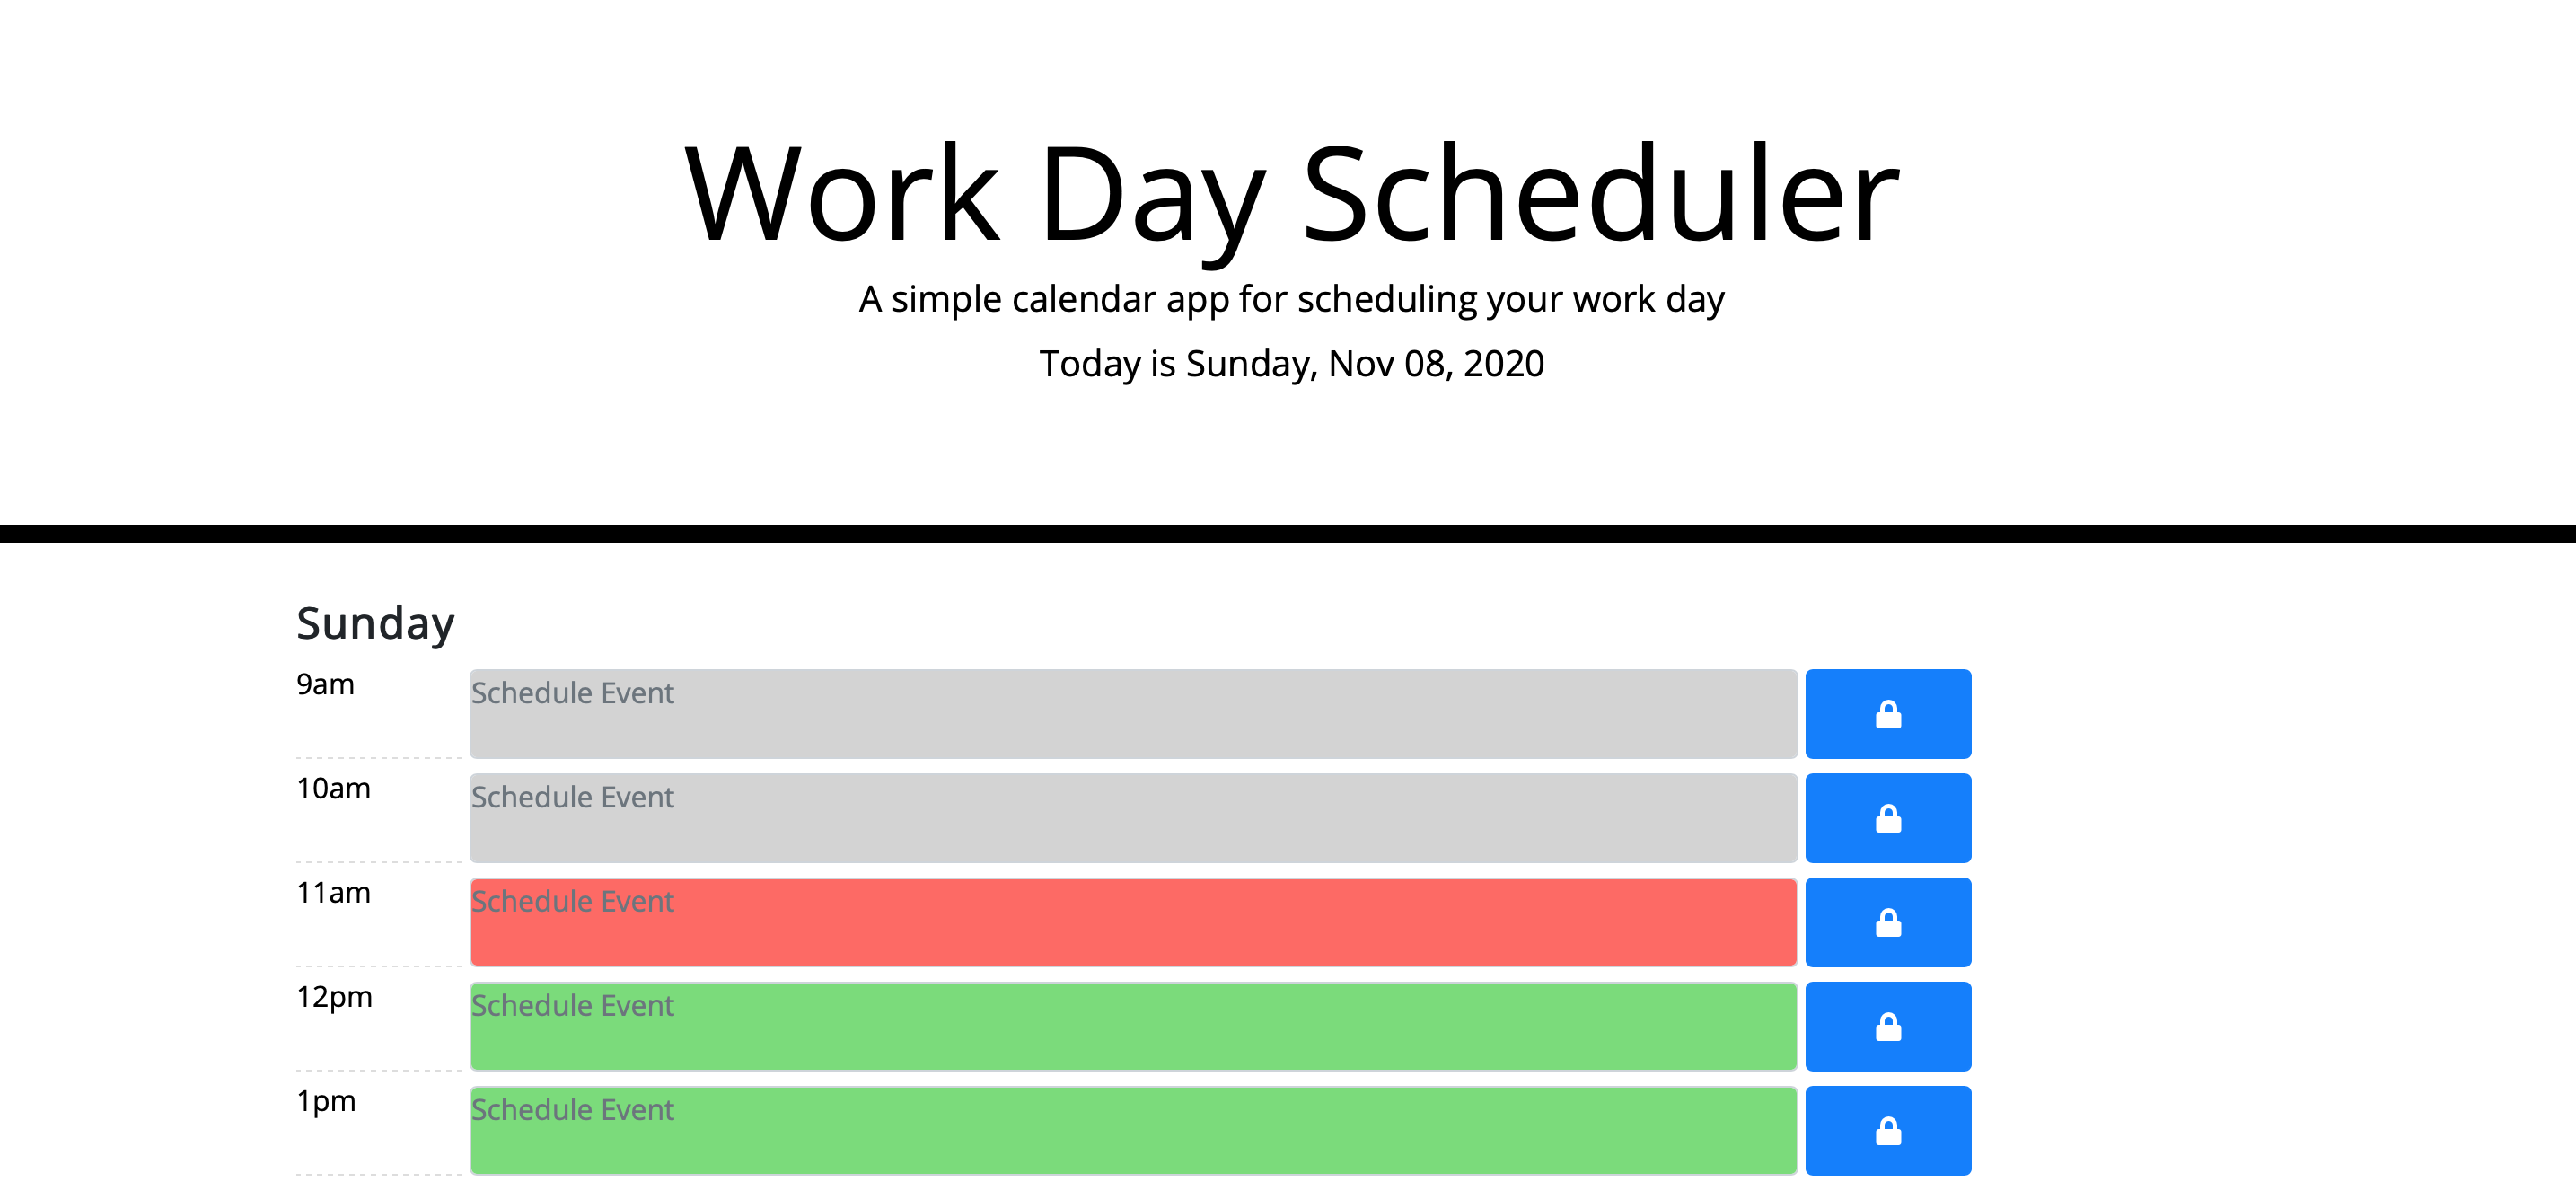 Work Day Scheduler
A simple calendar app for scheduling your work day
Today is Sunday, Nov 08, 2020
Sunday
9am Schedule Event
10am Schedule Event
11am Schedule Event
12pm Schedule Event
1pm Schedule Event